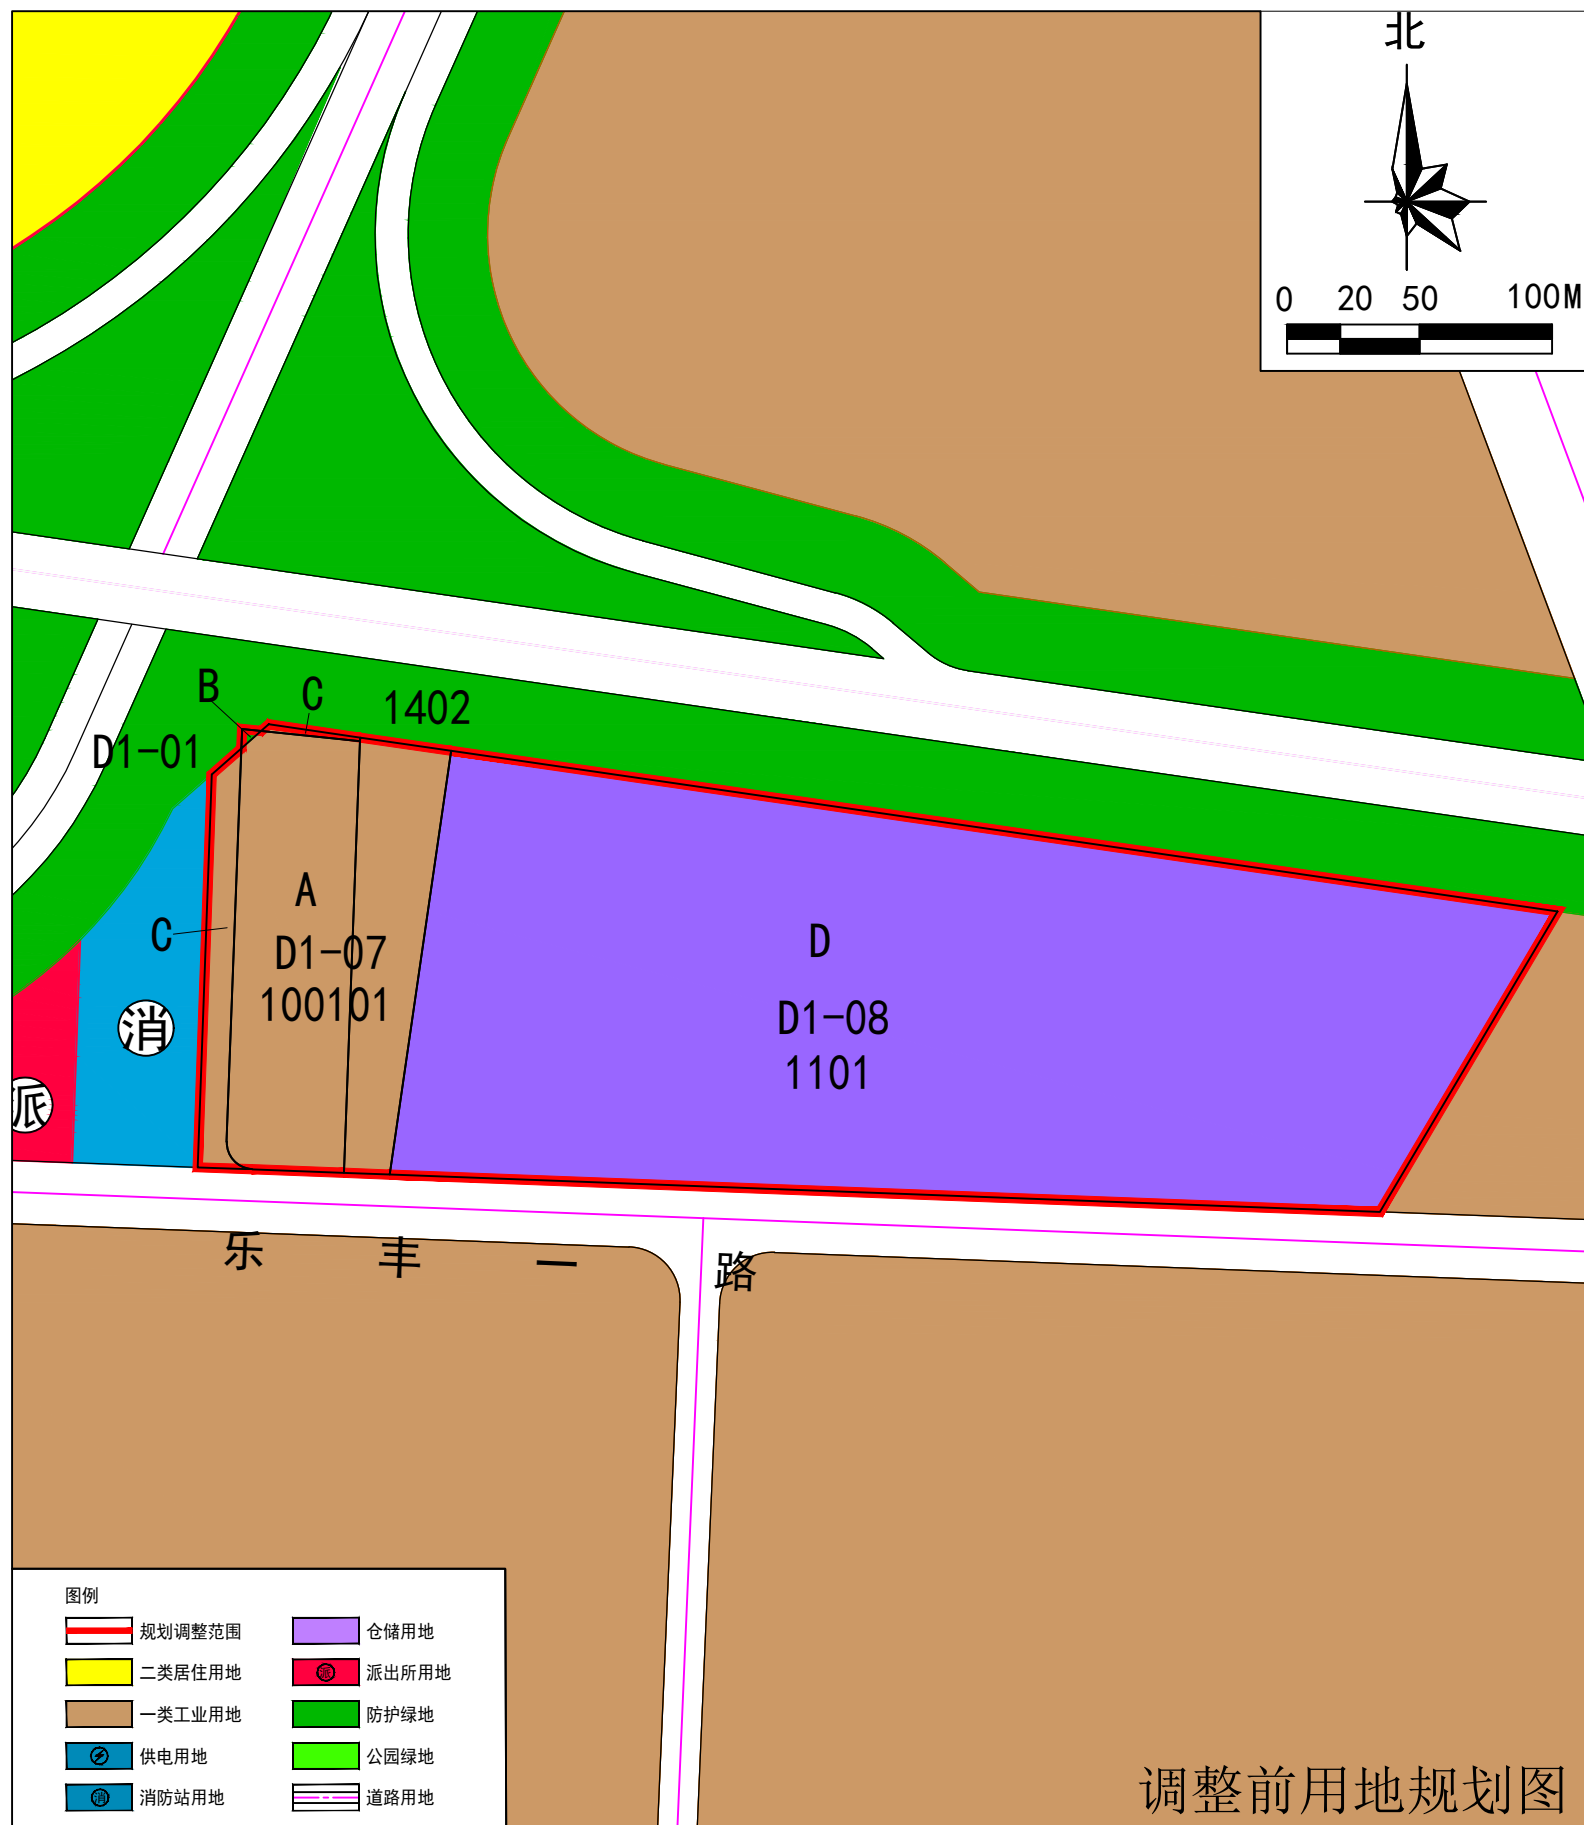 北
0 20 50 100M
B
C
1402
D1-01
A
C
D1-07
100101
D
D1-08
1101
消
派
乐丰一路
图例
规划调整范围 仓储用地
二类居住用地 派 派出所用地
一类工业用地 防护绿地
供电用地 公园绿地
消 消防站用地 道路用地
调整前用地规划图